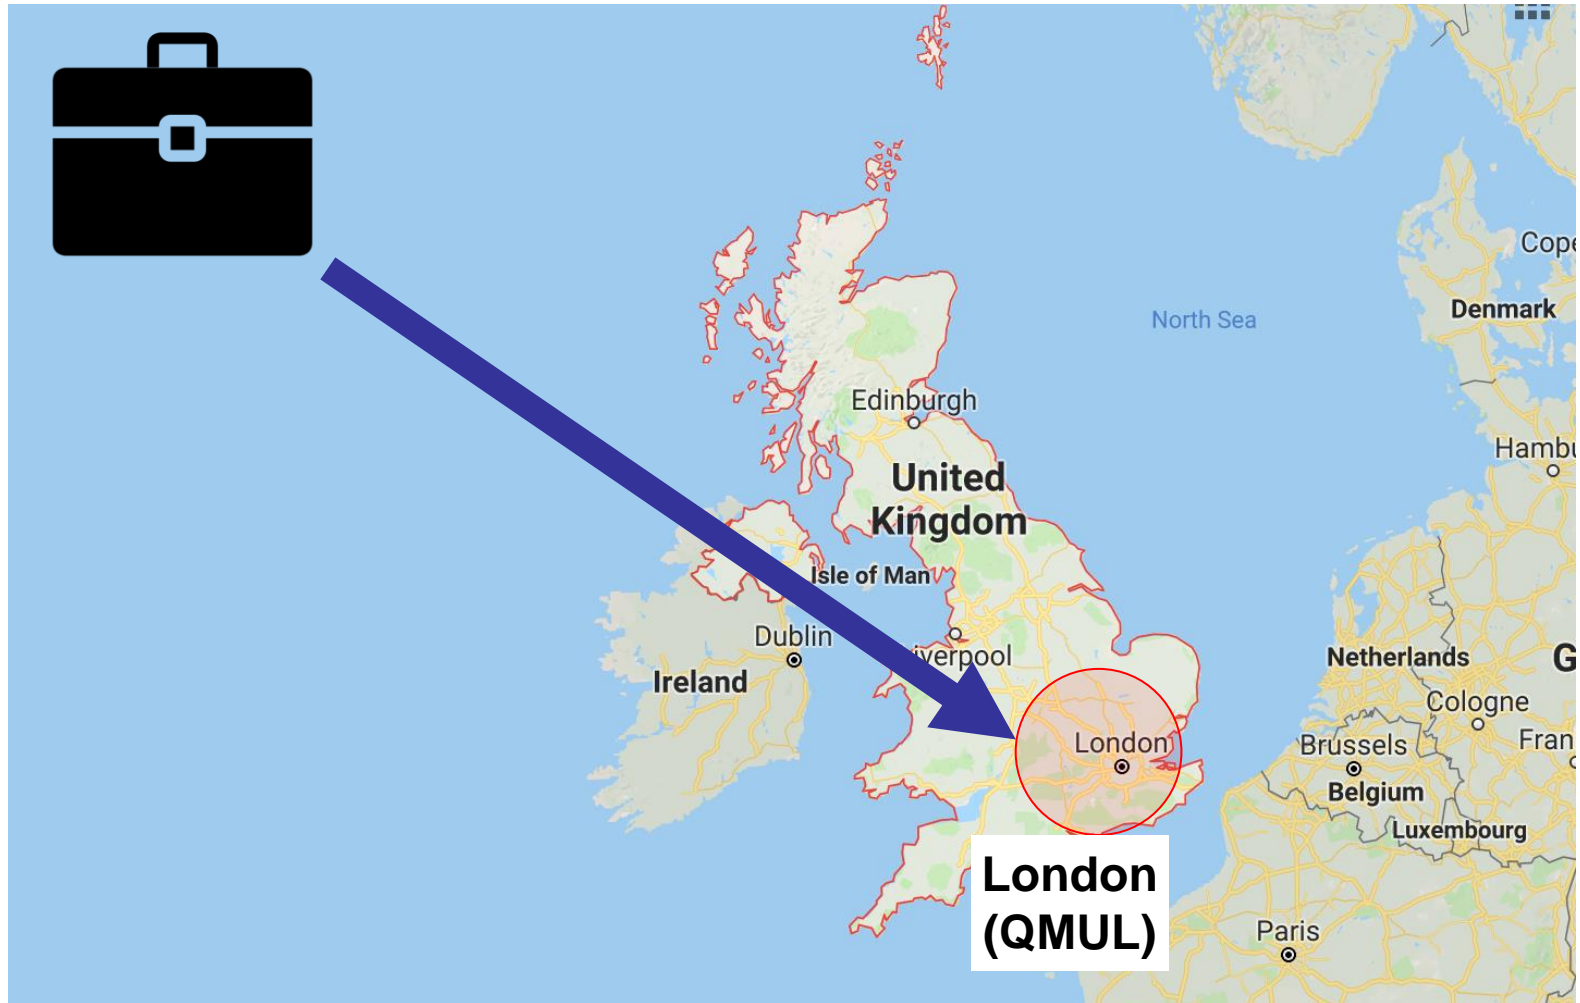 Cope
Denmark
North Sea
Edinburgh
Hambu
United
Kingdom
Isle of Man
Dublin
iverpool
Ireland
Netherlands
G
Cologne
London
Brussels
Fran
Belgium
Luxembourg
London
(QMUL)
Paris